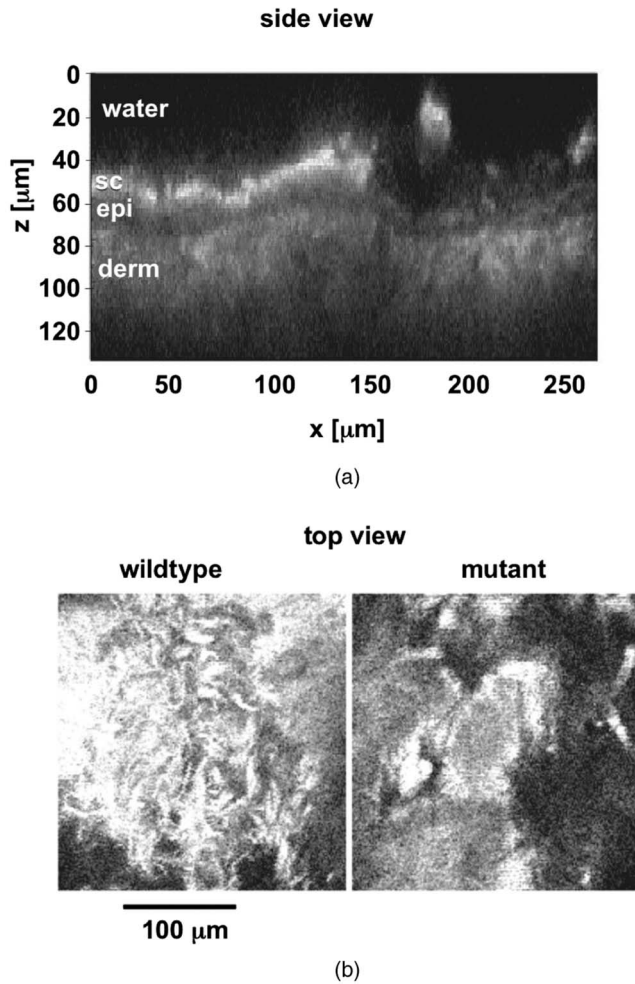 side view
0
20
40
60
80
100
120
z [μm]
water
sc
epi
derm
0 50 100 150 200 250
x [μm]
(a)
top view
wildtype mutant
100 μm
(b)